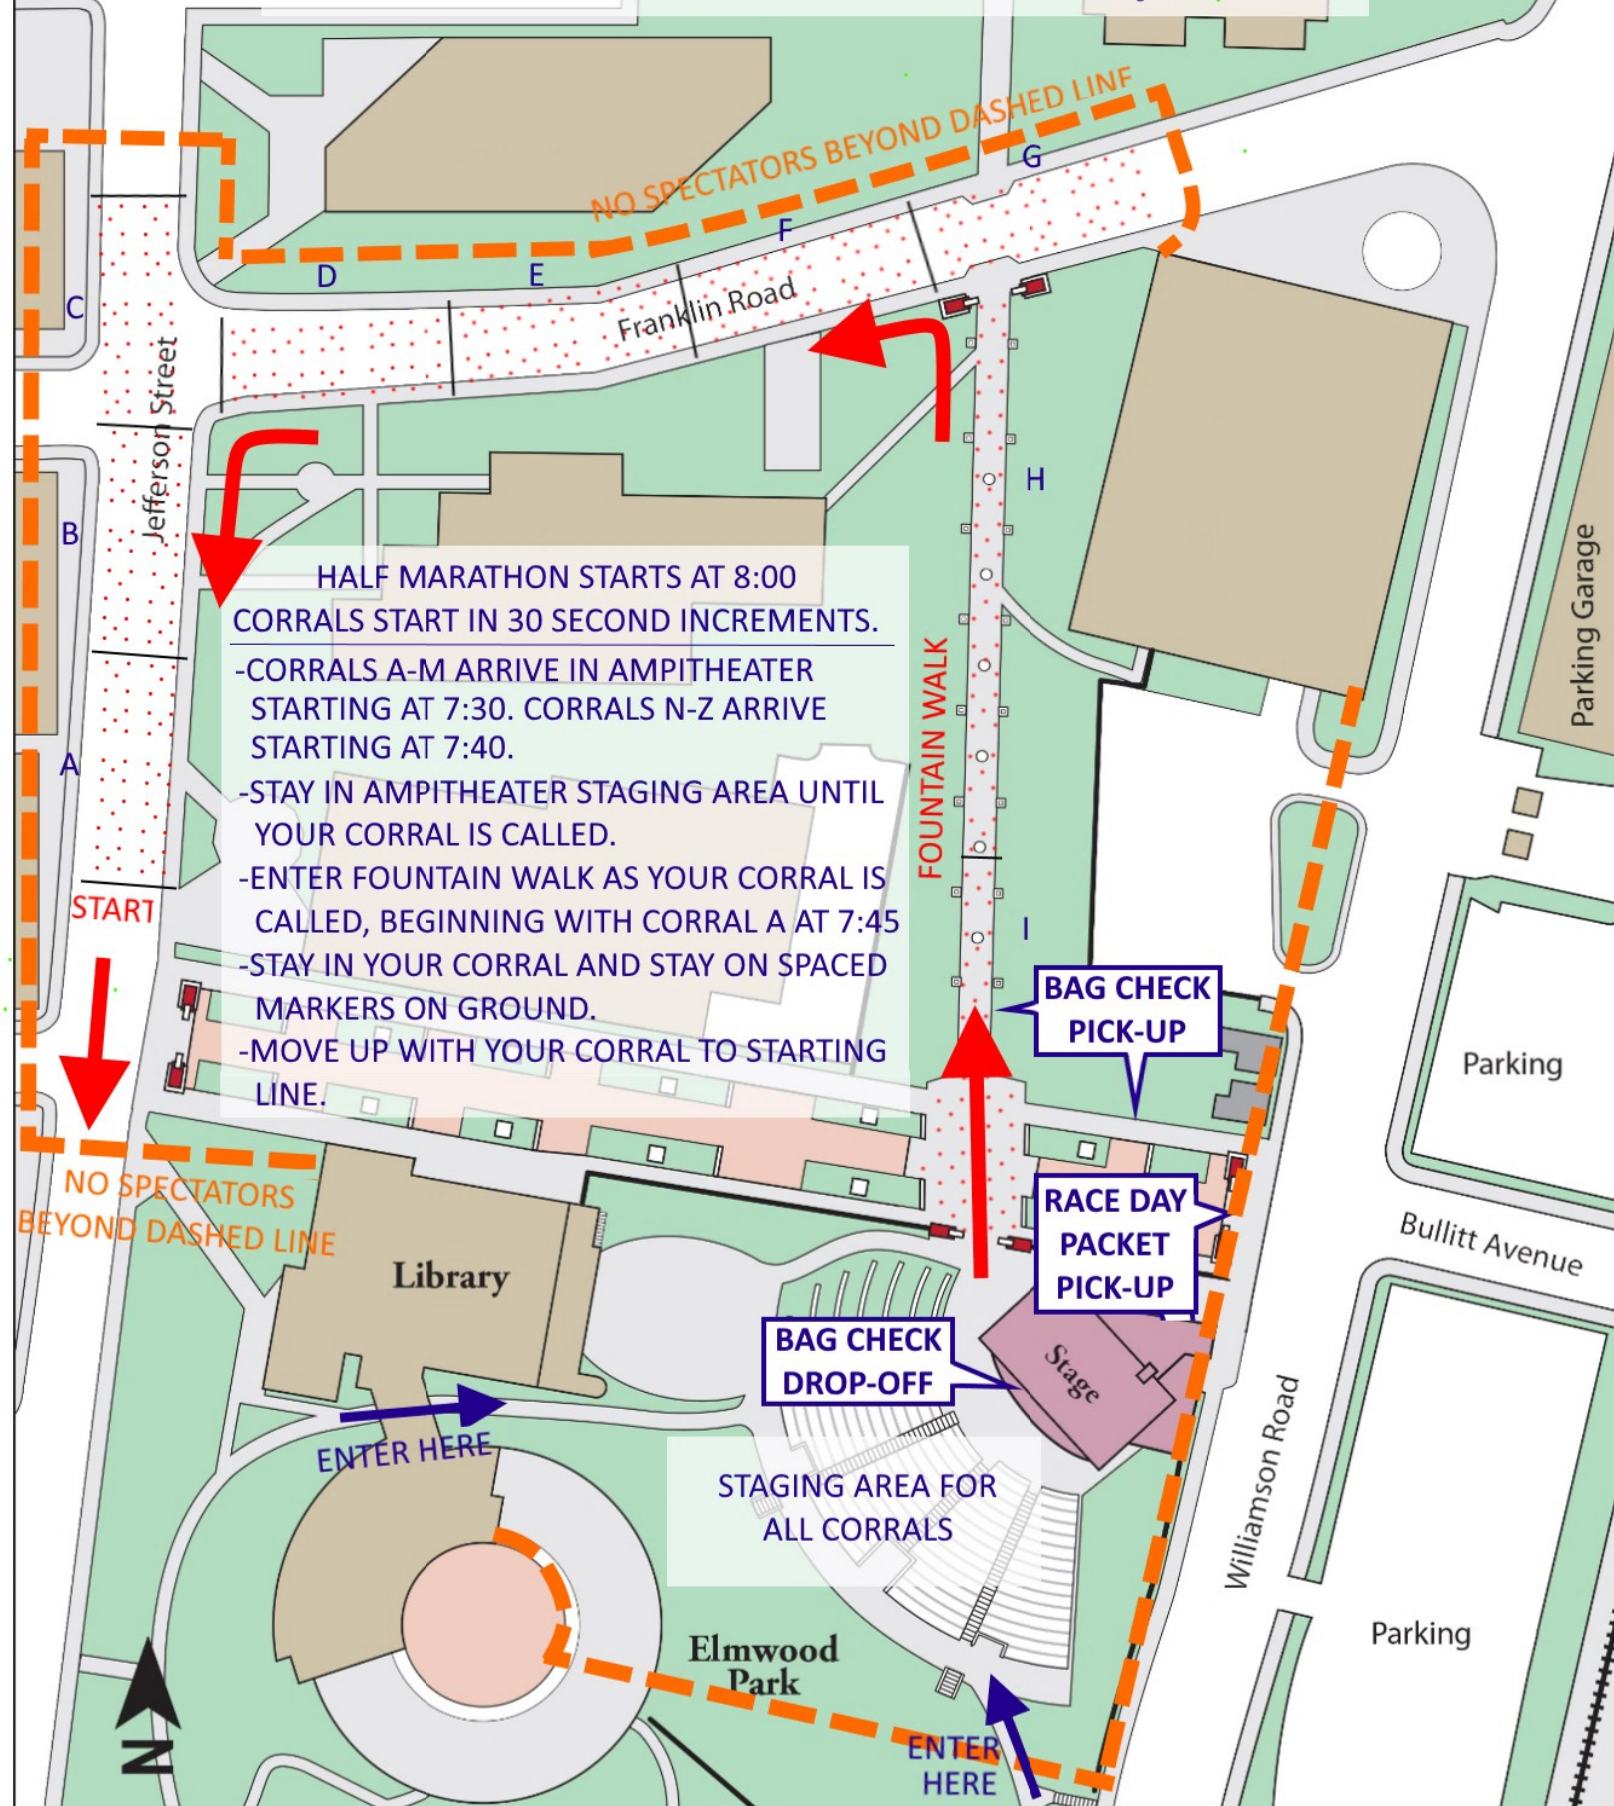 NO SPECTATORS BEYOND DASHED LINE
G
F
D
E
C
Franklin Road
Jefferson Street
H
B
A
HALF MARATHON STARTS AT 8:00
CORRALS START IN 30 SECOND INCREMENTS.
-CORRALS A-M ARRIVE IN AMPITHEATER
STARTING AT 7:30. CORRALS N-Z ARRIVE
STARTING AT 7:40.
-STAY IN AMPITHEATER STAGING AREA UNTIL
YOUR CORRAL IS CALLED.
-ENTER FOUNTAIN WALK AS YOUR CORRAL IS
CALLED, BEGINNING WITH CORRAL A AT 7:45
-STAY IN YOUR CORRAL AND STAY ON SPACED
MARKERS ON GROUND.
-MOVE UP WITH YOUR CORRAL TO STARTING
LINE.
FOUNTAIN WALK
Parking Garage
START
I
BAG CHECK
PICK-UP
Parking
NO SPECTATORS
BEYOND DASHED LINE
RACE DAY
PACKET
PICK-UP
Bullitt Avenue
Library
BAG CHECK
DROP-OFF
Stage
ENTER HERE
STAGING AREA FOR
ALL CORRALS
Williamson Road
Elmwood
Park
Parking
N
ENTER
HERE